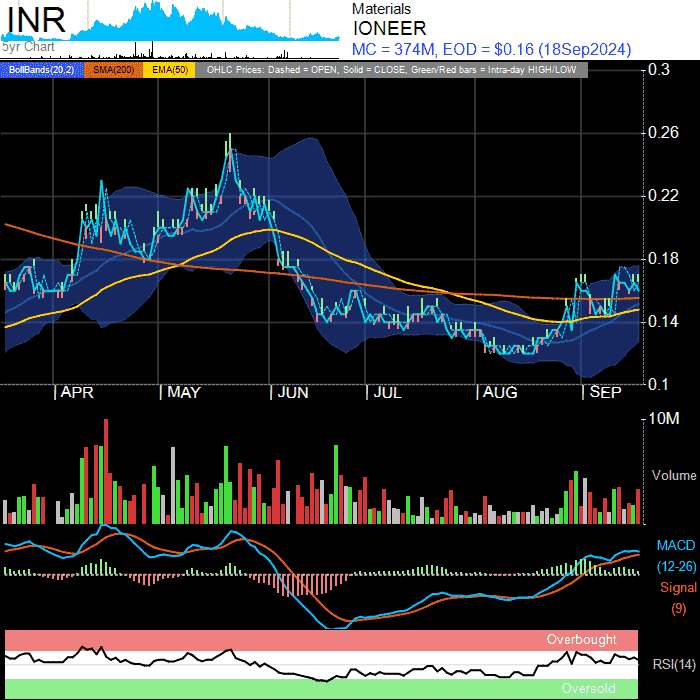 INR
5yr Chart
Materials
IONEER
MC = 374M, EOD = $0.16 (18Sep2024)
BollBands(20,2) SMA(200) EMA(50) OHLC Prices: Dashed = OPEN, Solid = CLOSE, Green/Red bars = Intra-day HIGH/LOW
0.3
0.26
0.22
0.18
0.14
0.1
APR MAY JUN JUL AUG SEP
10M
Volume
MACD
(12-26)
Signal
(9)
Overbought
RSI(14)
Oversold